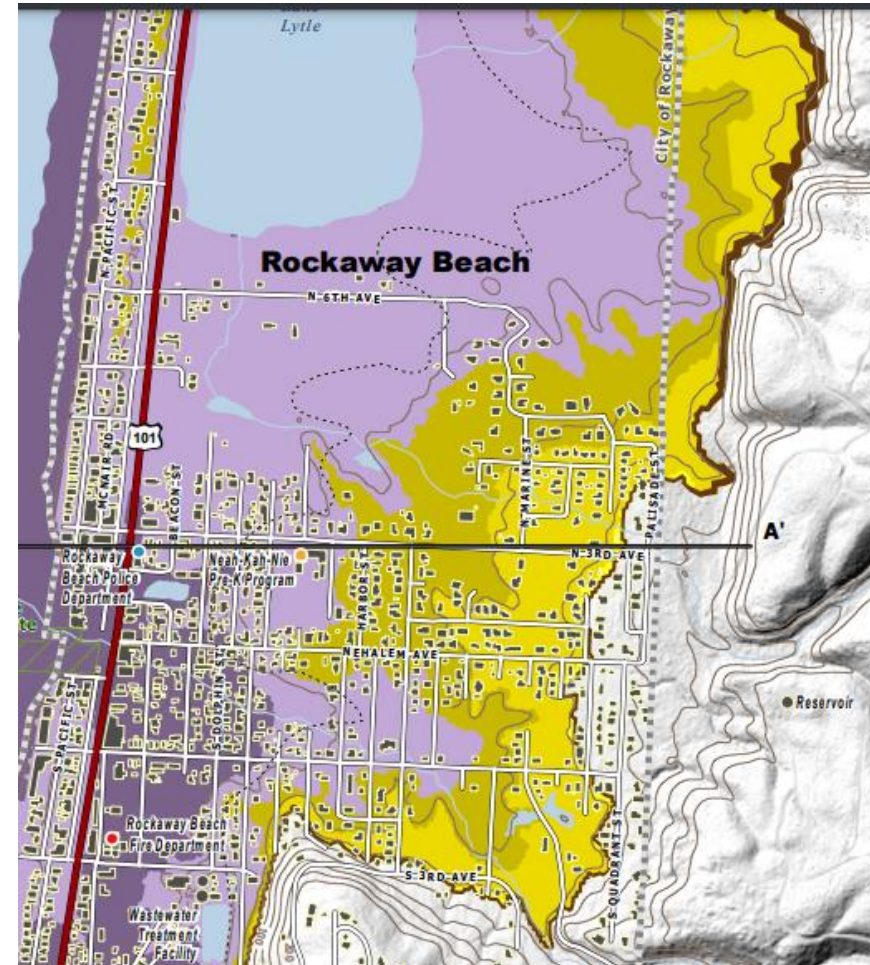 Lytle
City of Rockaway
N PACIFIC ST
Rockaway Beach
N 6TH AVE
101
MCNAIR RD
BEACON ST
N MARINE ST
PALISADE ST
A'
Rockaway
Beach Police
Department
Neah-Kah-Nie
Pre-K Program
N 3RD AVE
HARBOR ST
NEHALEM AVE
S DOLPHIN ST
S PACIFIC ST
Reservoir
Rockaway Beach
Fire Department
S 3RD AVE
S QUADRANT ST
Wastewater
Treatment
Facility